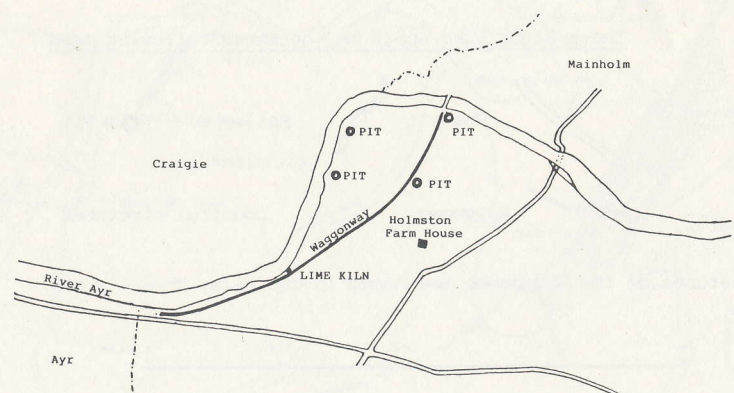 Mainholm
PIT
PIT
Craigie
PIT
PIT
Waggonway
Holmston
Farm House
LIME KILN
River Ayr
Ayr